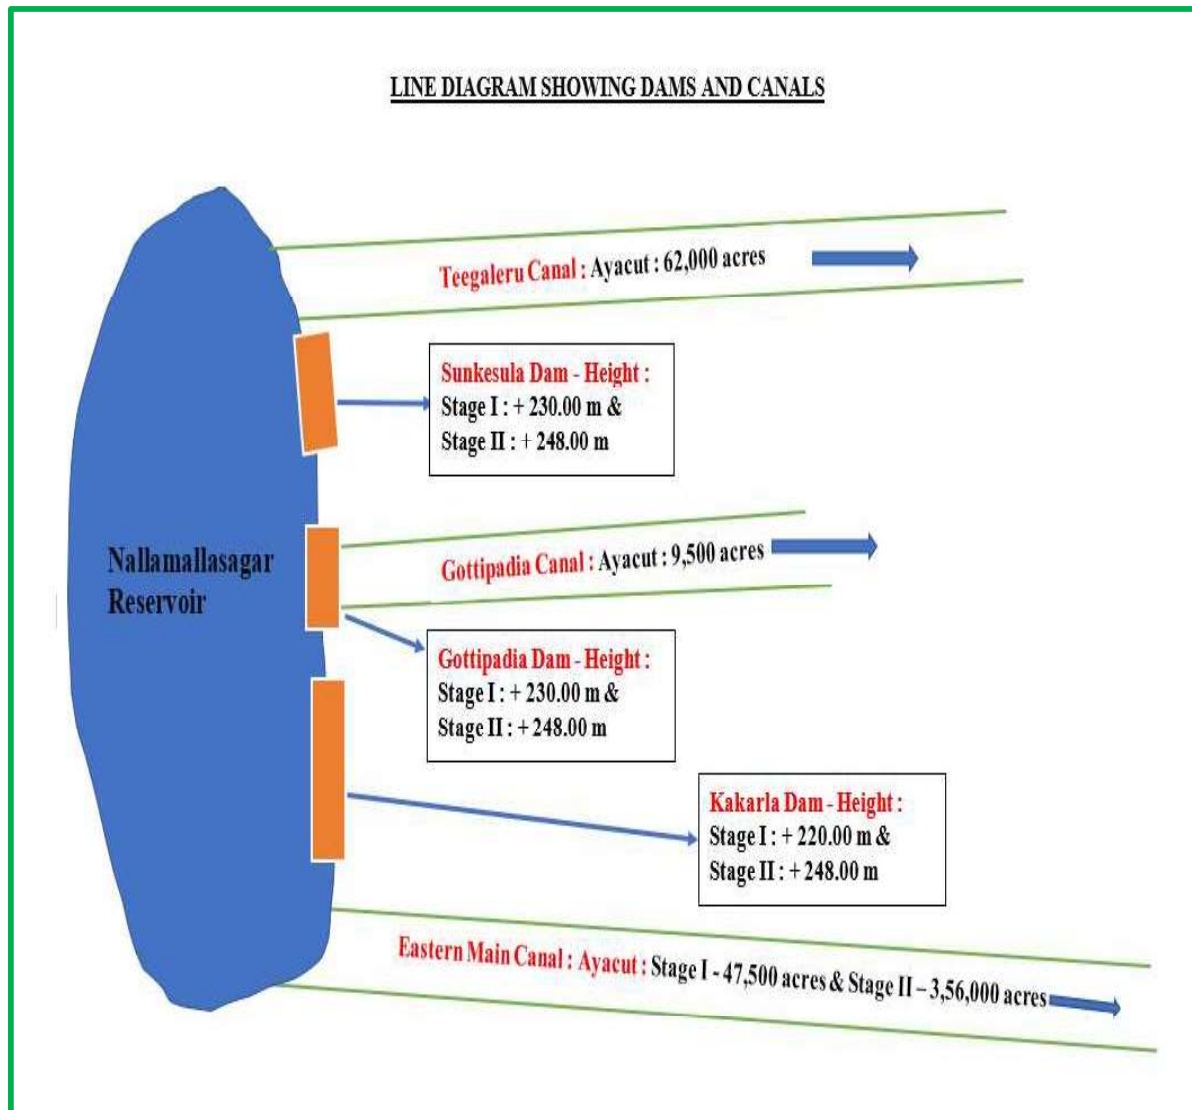 LINE DIAGRAM SHOWING DAMS AND CANALS
Teegaleru Canal : Ayacut : 62,000 acres
Sunkesula Dam - Height :
Stage I : + 230.00 m &
Stage II : + 248.00 m
Nallamallasagar
Reservoir
Gottipadia Canal : Ayacut : 9,500 acres
Gottipadia Dam - Height :
Stage I : + 230.00 m &
Stage II : + 248.00 m
Kakarla Dam - Height :
Stage I : + 220.00 m &
Stage II : + 248.00 m
Eastern Main Canal : Ayacut : Stage I - 47,500 acres & Stage II – 3,56,000 acres